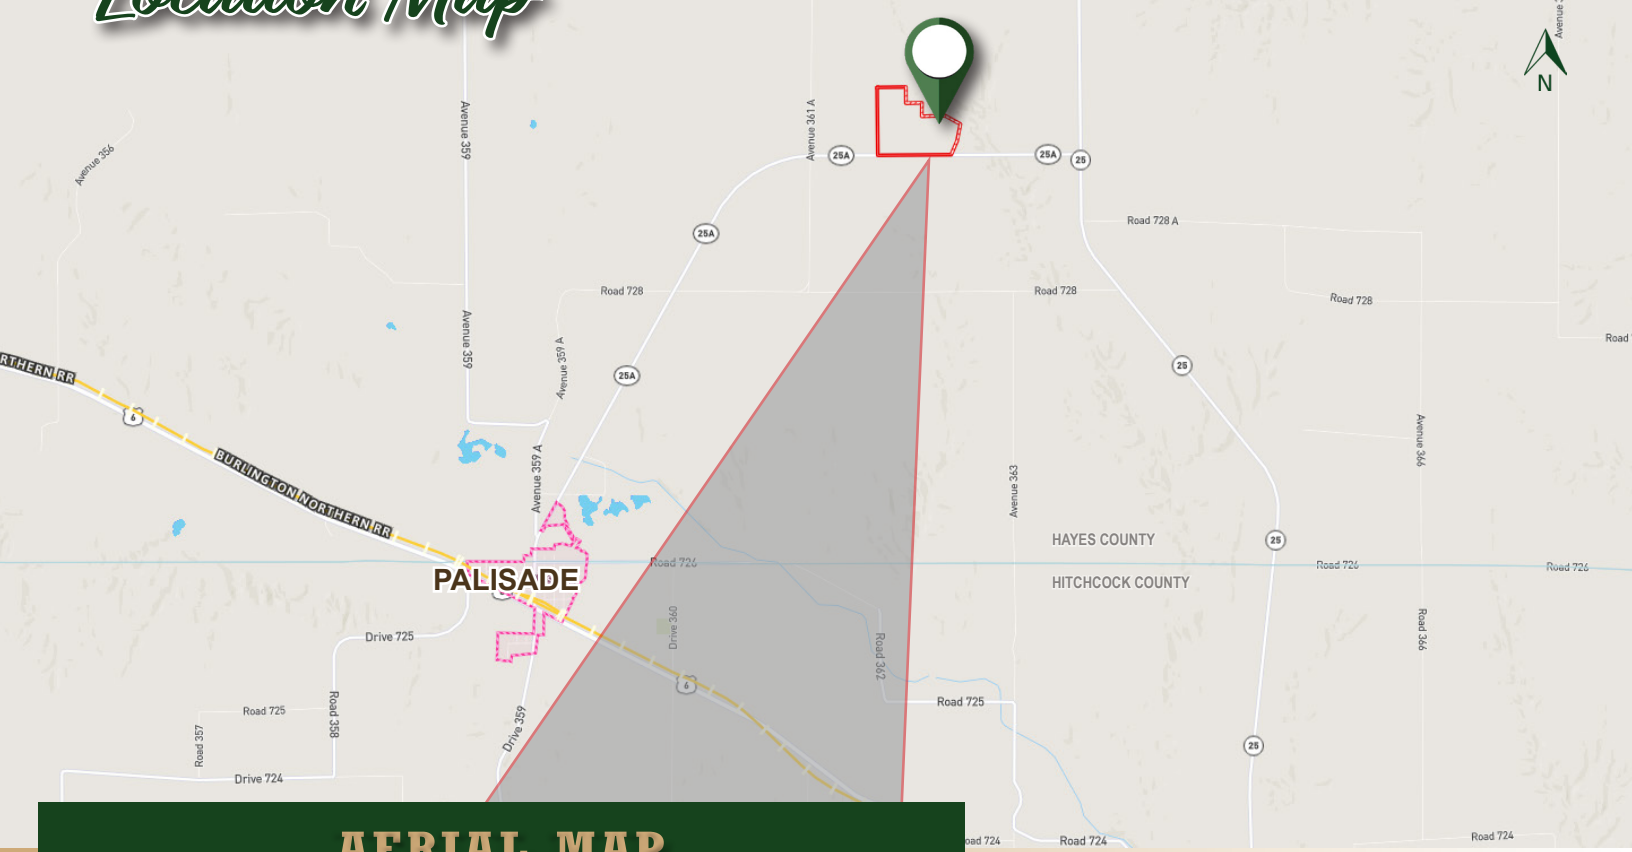 Location Map
N
Avenue 359
Avenue 361 A
Avenue 356
25A
25A
25
25A
Road 728 A
Road 728
Road 728
Road 728
Road
Avenue 359
Avenue 359 A
25A
25
RTHERN RR
6
BURLINGTON NORTHERN RR
Avenue 359 A
Avenue 363
Avenue 366
HAYES COUNTY
25
Road 726
Road 726
Road 726
HITCHCOCK COUNTY
PALISADE
Drive 725
Drive 360
Road 362
Road 366
6
Road 725
Road 725
Road 358
Road 357
Drive 359
25
Drive 724
oad 724
Road 724
Road 724
AERIAL MAP